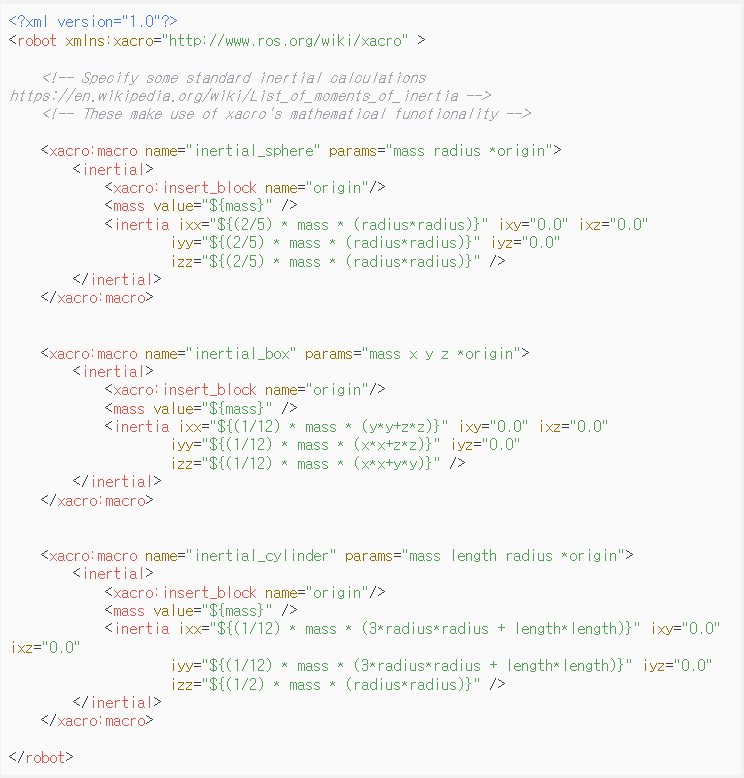 <?xml version="1.0"?>
<robot xmlns:xacro="http://www.ros.org/wiki/xacro" >

    <!-- Specify some standard inertial calculations
https://en.wikipedia.org/wiki/List_of_moments_of_inertia -->
    <!-- These make use of xacro's mathematical functionality -->

    <xacro:macro name="inertial_sphere" params="mass radius *origin">
        <inertial>
            <xacro:insert_block name="origin"/>
            <mass value="${mass}" />
            <inertia ixx="${(2/5) * mass * (radius*radius)}" ixy="0.0" ixz="0.0"
                    iyy="${(2/5) * mass * (radius*radius)}" iyz="0.0"
                    izz="${(2/5) * mass * (radius*radius)}" />
        </inertial>
    </xacro:macro>

    <xacro:macro name="inertial_box" params="mass x y z *origin">
        <inertial>
            <xacro:insert_block name="origin"/>
            <mass value="${mass}" />
            <inertia ixx="${(1/12) * mass * (y*y+z*z)}" ixy="0.0" ixz="0.0"
                    iyy="${(1/12) * mass * (x*x+z*z)}" iyz="0.0"
                    izz="${(1/12) * mass * (x*x+y*y)}" />
        </inertial>
    </xacro:macro>

    <xacro:macro name="inertial_cylinder" params="mass length radius *origin">
        <inertial>
            <xacro:insert_block name="origin"/>
            <mass value="${mass}" />
            <inertia ixx="${(1/12) * mass * (3*radius*radius + length*length)}" ixy="0.0"
ixz="0.0"
                    iyy="${(1/12) * mass * (3*radius*radius + length*length)}" iyz="0.0"
                    izz="${(1/2) * mass * (radius*radius)}" />
        </inertial>
    </xacro:macro>

</robot>